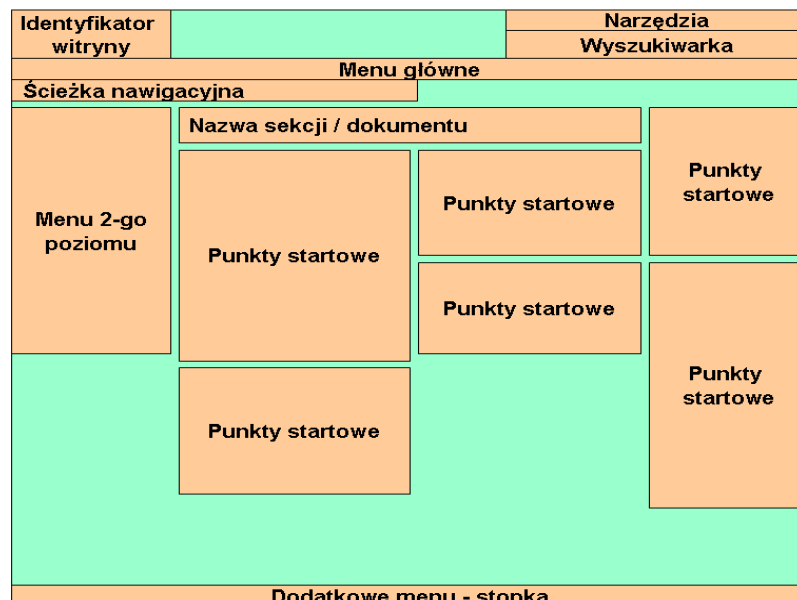 Identyfikator
witryny
Narzędzia
Wyszukiwarka
Menu główne
Ścieżka nawigacyjna
Menu 2-go
poziomu
Nazwa sekcji / dokumentu
Punkty startowe
Punkty startowe
Punkty
startowe
Punkty startowe
Punkty
startowe
Punkty startowe
Dodatkowe menu - stopka